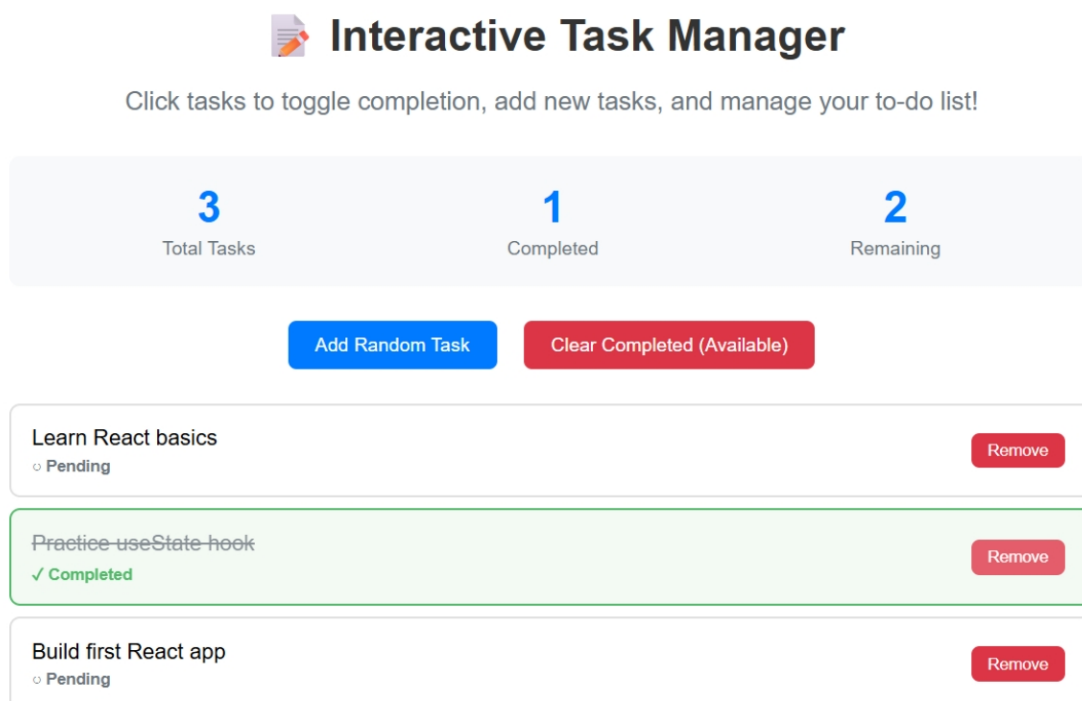 Interactive Task Manager
Click tasks to toggle completion, add new tasks, and manage your to-do list!
3 1 2
Total Tasks Completed Remaining
Add Random Task Clear Completed (Available)
Learn React basics
○ Pending
Remove
Practice useState hook
✓ Completed
Remove
Build first React app
○ Pending
Remove